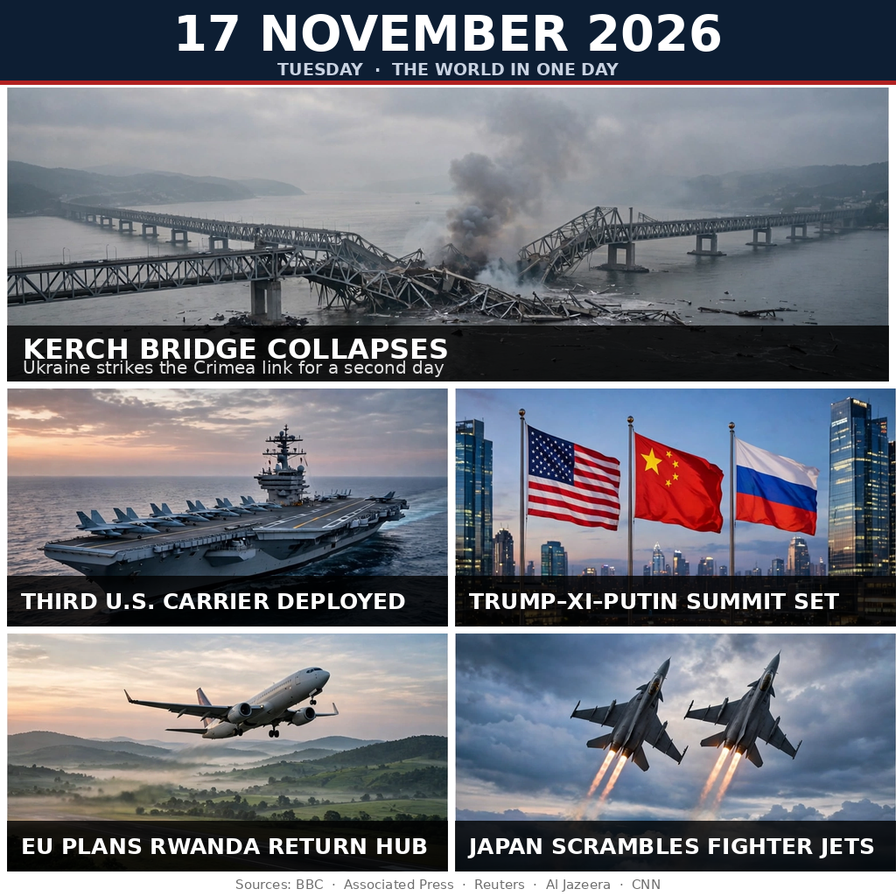 17 NOVEMBER 2026
TUESDAY · THE WORLD IN ONE DAY
KERCH BRIDGE COLLAPSES
Ukraine strikes the Crimea link for a second day
THIRD U.S. CARRIER DEPLOYED
TRUMP–XI–PUTIN SUMMIT SET
EU PLANS RWANDA RETURN HUB
JAPAN SCRAMBLES FIGHTER JETS
Sources: BBC · Associated Press · Reuters · Al Jazeera · CNN